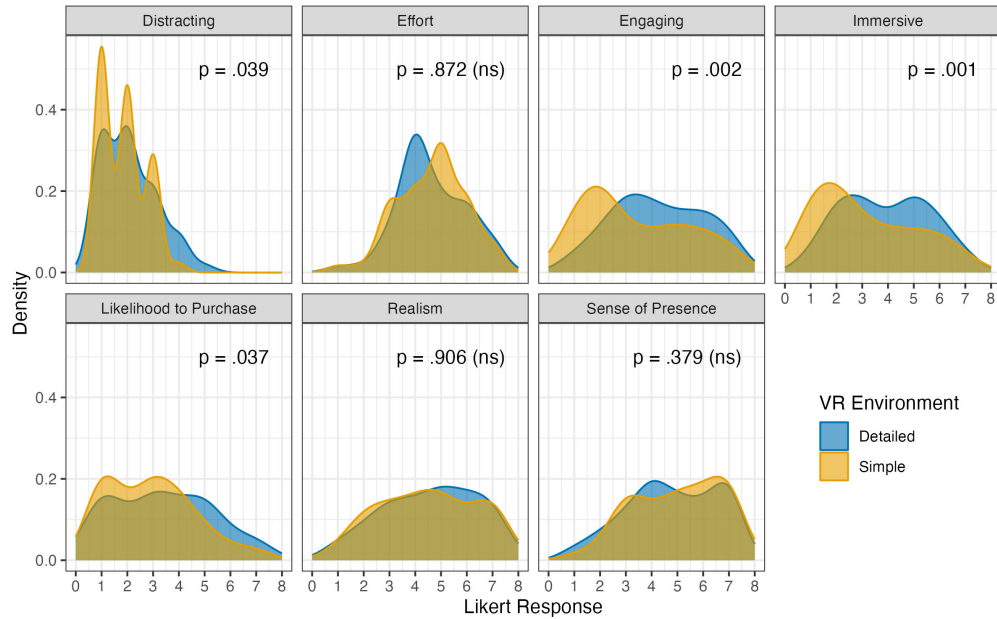 Distracting
Effort
Engaging
Immersive
p = .039
p = .872 (ns)
p = .002
p = .001
0.4
0.2
0.0
0 1 2 3 4 5 6 7 8
Density
Likelihood to Purchase
Realism
Sense of Presence
p = .037
p = .906 (ns)
p = .379 (ns)
0.4
0.2
0.0
0 1 2 3 4 5 6 7 8
0 1 2 3 4 5 6 7 8
0 1 2 3 4 5 6 7 8
Likert Response
VR Environment
Detailed
Simple